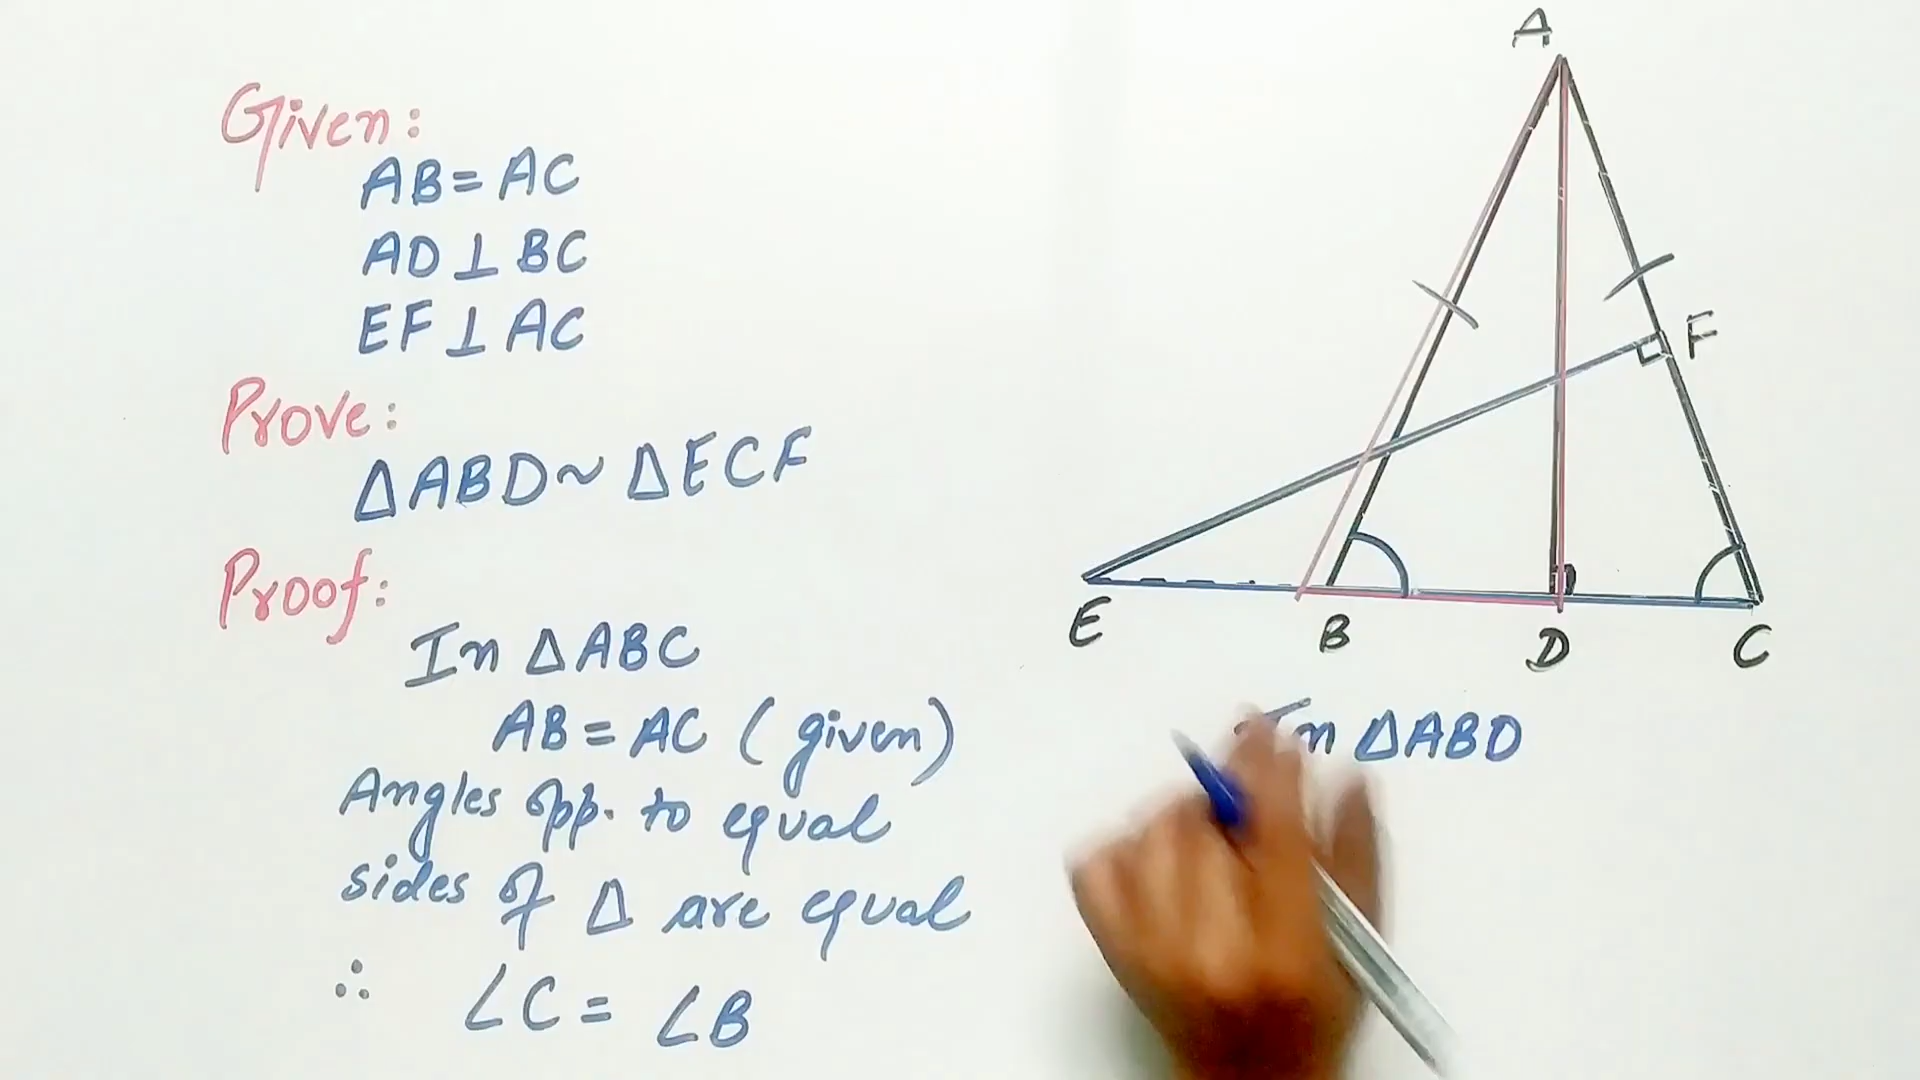 Given:
AB = AC
AD ⊥ BC
EF ⊥ AC
Prove:
ΔABD ~ ΔECF
Proof:
In ΔABC
AB = AC (given)
Angles opp. to equal
sides of Δ are equal
∴ ∠C = ∠B
A
F
E
B
D
C
In ΔABD